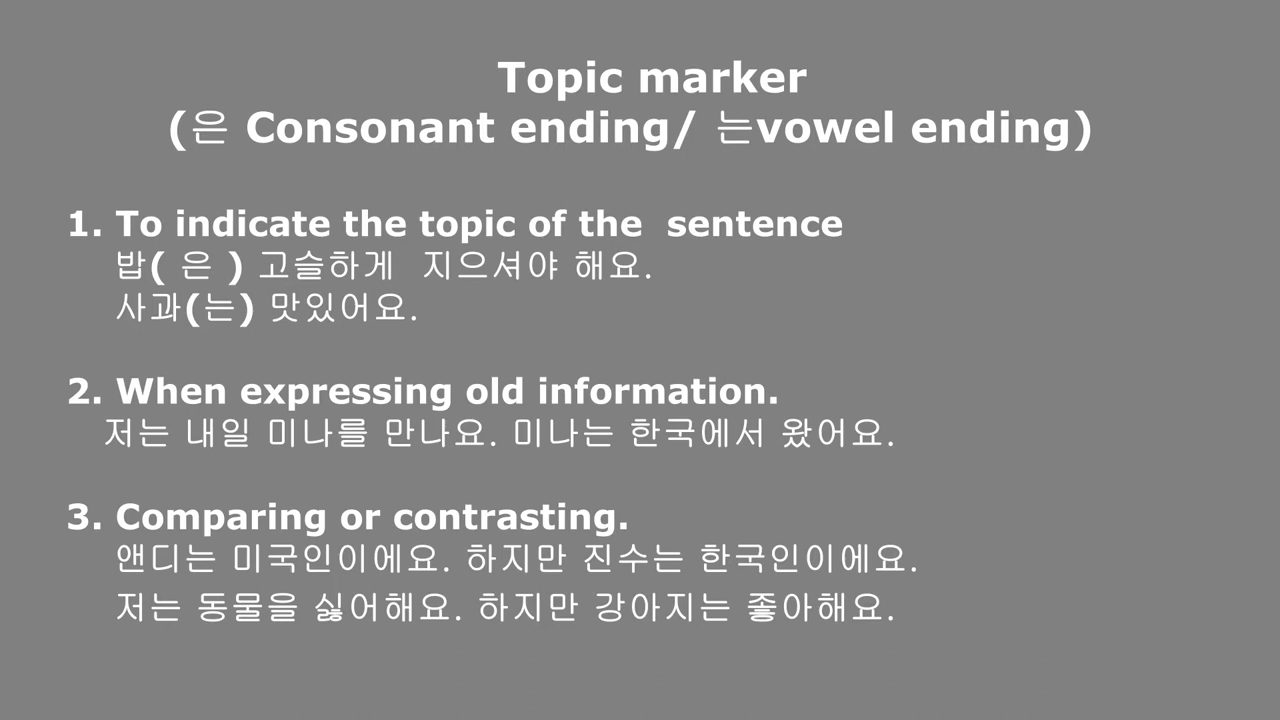 Topic marker
(은 Consonant ending/ 는vowel ending)
1. To indicate the topic of the  sentence
밥( 은 ) 고슬하게  지으셔야 해요.
사과(는) 맛있어요.
2. When expressing old information.
저는 내일 미나를 만나요. 미나는 한국에서 왔어요.
3. Comparing or contrasting.
앤디는 미국인이에요. 하지만 진수는 한국인이에요.
저는 동물을 싫어해요. 하지만 강아지는 좋아해요.